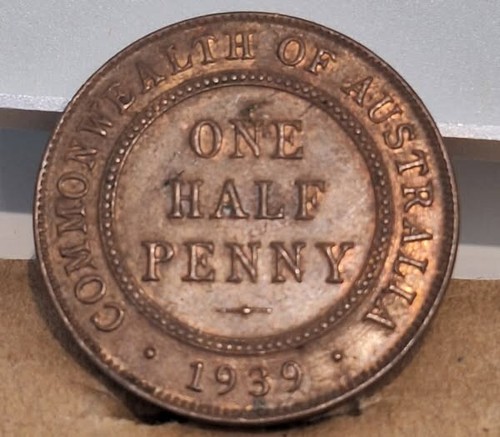 COMMONWEALTH OF AUSTRALIA
ONE
HALF
PENNY
· 1939 ·